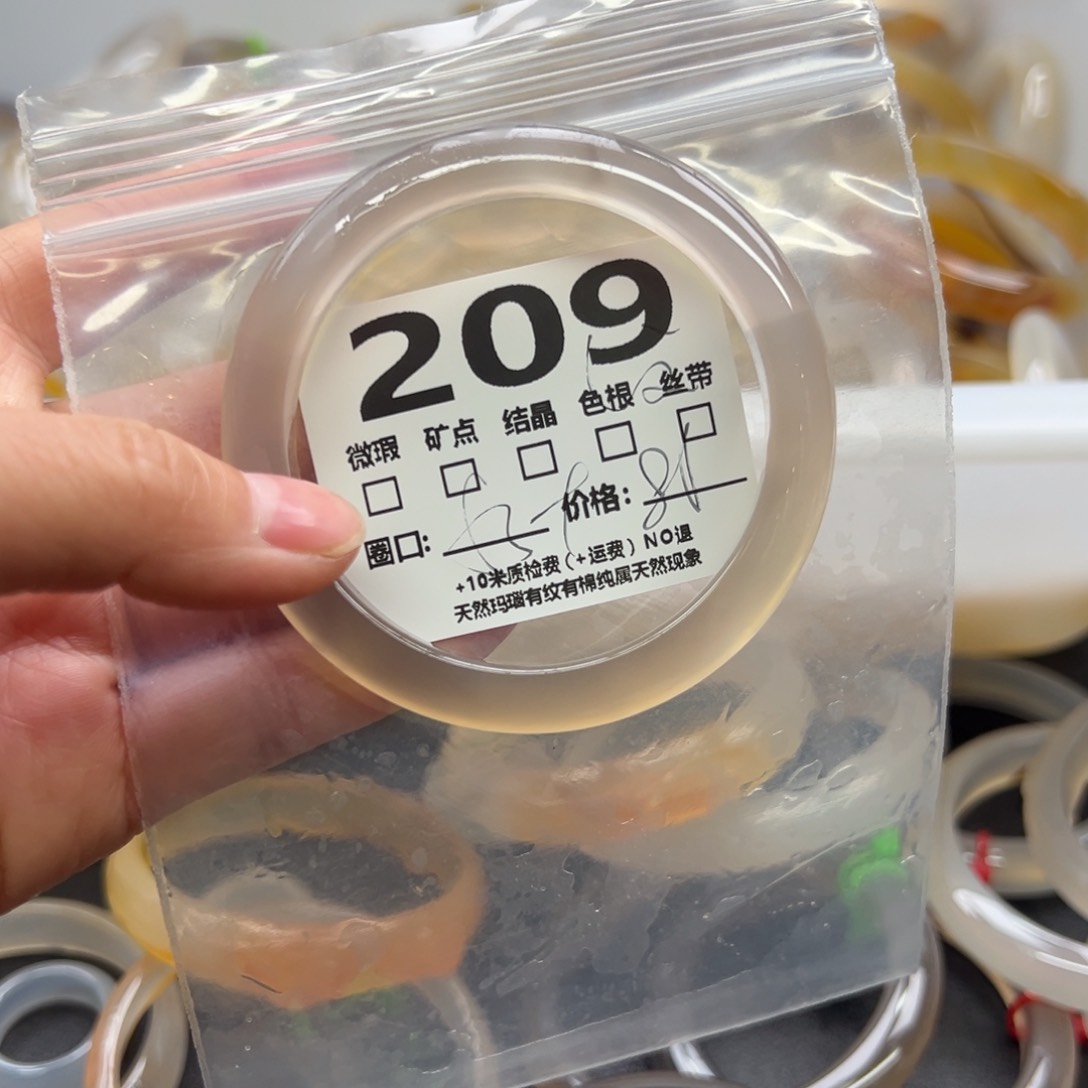 209
微瑕 矿点 结晶 色根 丝带
圈口: 价格:
+10米质检费(+运费)NO退
天然玛瑙有纹有棉纯属天然现象